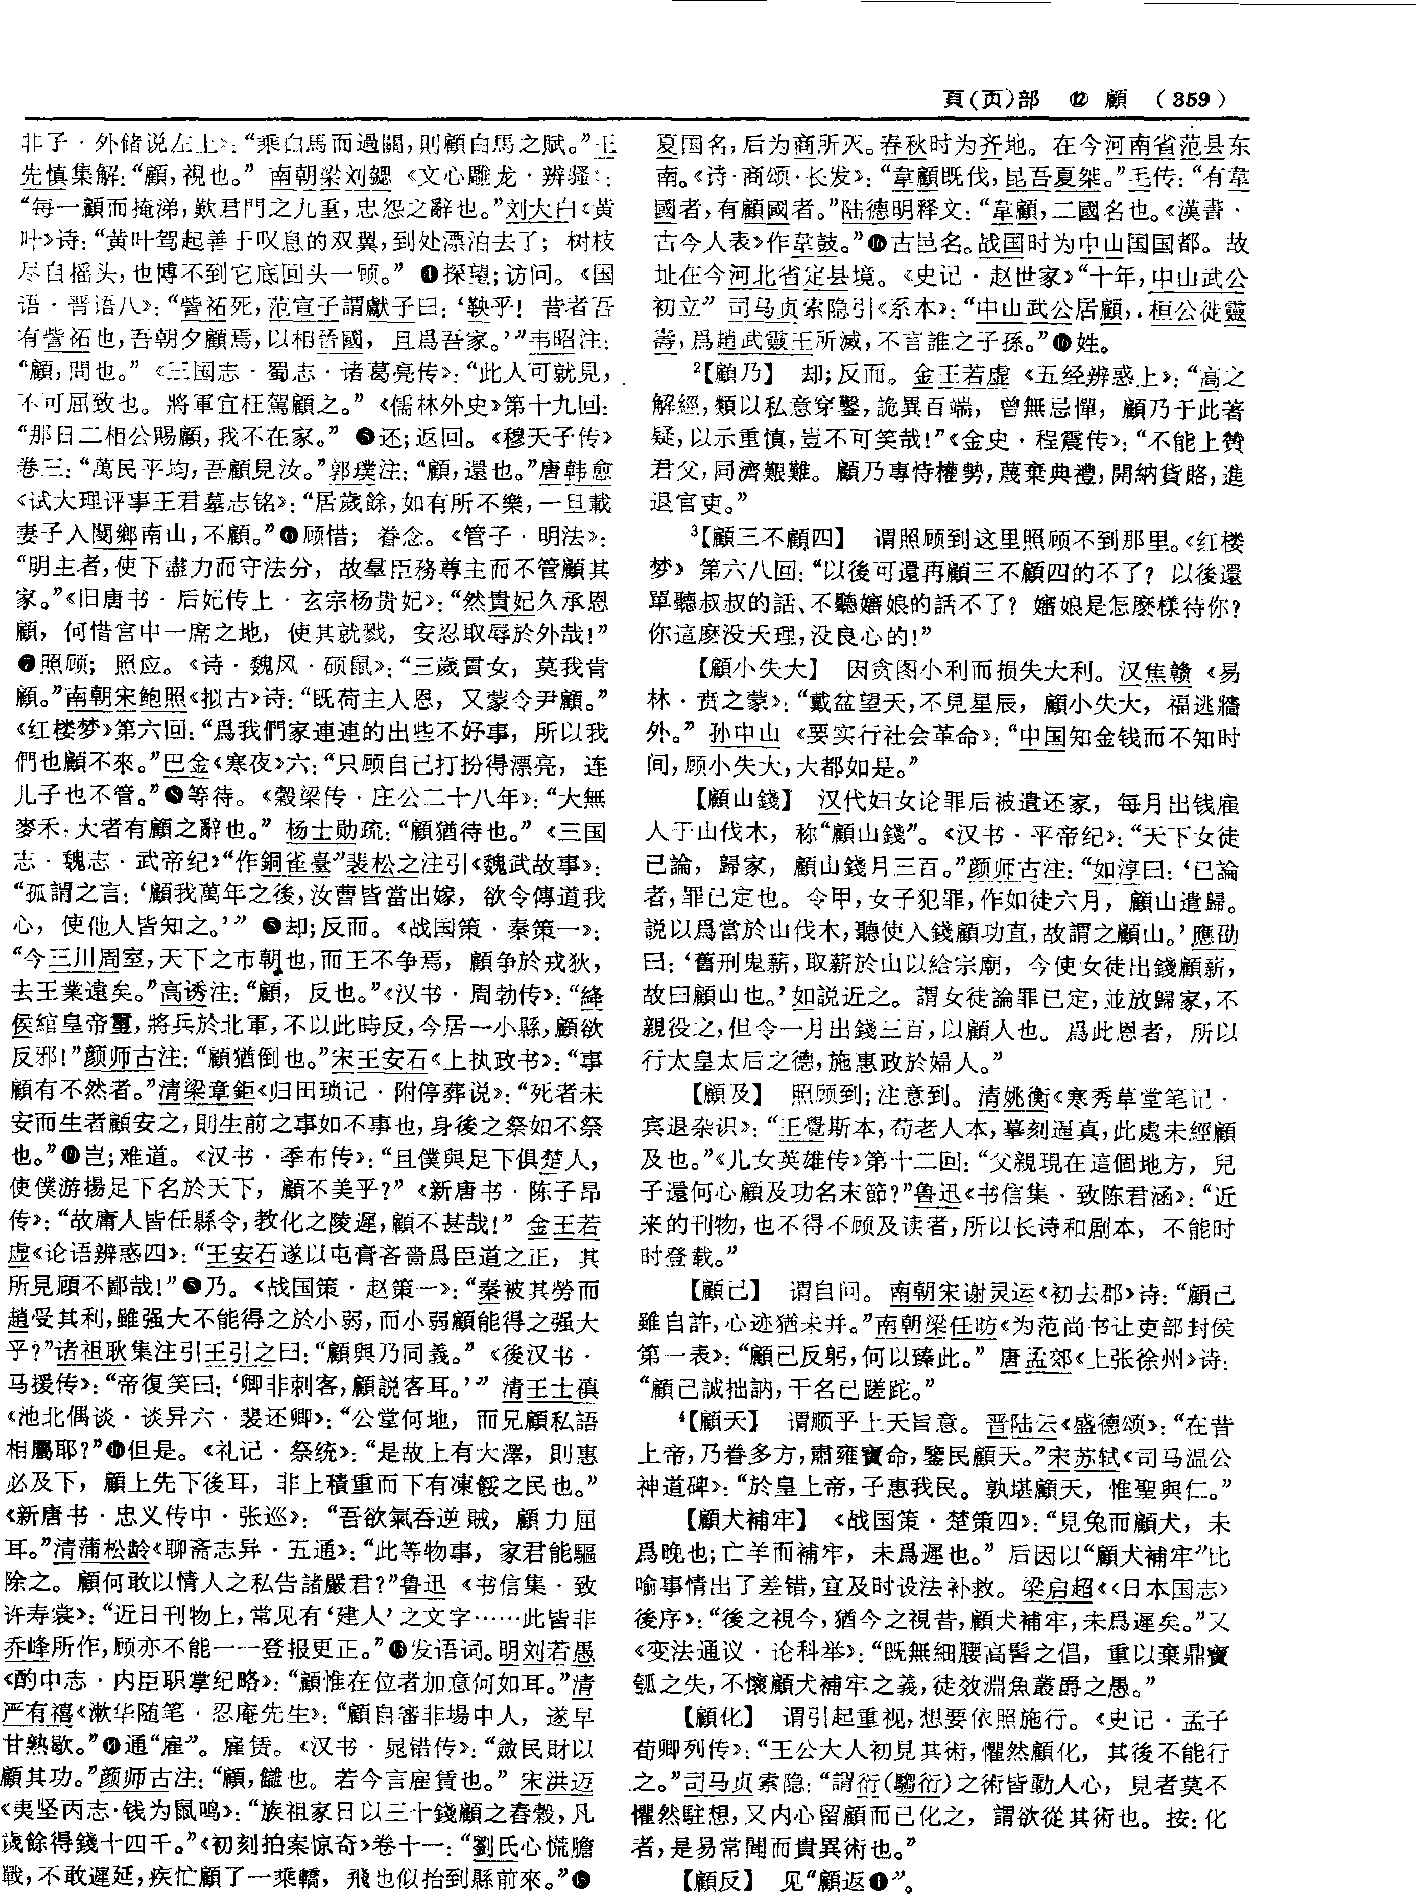 頁(页)部　⑫　顧　(359)
非子·外储说左上》：“乘白馬而過關，則顧白馬之賦。”王
先慎集解：“顧，視也。”南朝梁刘勰《文心雕龙·辨骚》：
“每一顧而掩涕，歎君門之九重，忠怨之辭也。”刘大白《黄
叶》诗：“黄叶驾起善于叹息的双翼，到处漂泊去了；树枝
尽自摇头，也博不到它底回头一顾。”❹探望；访问。《国
语·晋语八》：“訾祏死，范宣子謂獻子曰：‘鞅乎！昔者吾
有訾祏也，吾朝夕顧焉，以相晉國，且爲吾家。’”韦昭注：
“顧，問也。”《三国志·蜀志·诸葛亮传》：“此人可就見，
不可屈致也。將軍宜枉駕顧之。”《儒林外史》第十九回：
“那日二相公賜顧，我不在家。”❺还；返回。《穆天子传》
卷三：“萬民平均，吾顧見汝。”郭璞注：“顧，還也。”唐韩愈
《试大理评事王君墓志铭》：“居歲餘，如有所不樂，一旦載
妻子入閿鄉南山，不顧。”❻顾惜；眷念。《管子·明法》：
“明主者，使下盡力而守法分，故羣臣務尊主而不管顧其
家。”《旧唐书·后妃传上·玄宗杨贵妃》：“然貴妃久承恩
顧，何惜宫中一席之地，使其就戮，安忍取辱於外哉！”
❼照顾；照应。《诗·魏风·硕鼠》：“三歲貫女，莫我肯
顧。”南朝宋鲍照《拟古》诗：“既荷主人恩，又蒙令尹顧。”
《红楼梦》第六回：“爲我們家連連的出些不好事，所以我
們也顧不來。”巴金《寒夜》六：“只顾自己打扮得漂亮，连
儿子也不管。”❽等待。《穀梁传·庄公二十八年》：“大無
麥禾，大者有顧之辭也。”杨士勋疏：“顧猶待也。”《三国
志·魏志·武帝纪》“作銅雀臺”裴松之注引《魏武故事》：
“孤謂之言：‘顧我萬年之後，汝曹皆當出嫁，欲令傳道我
心，使他人皆知之。’”❾却；反而。《战国策·秦策一》：
“今三川周室，天下之市朝也，而王不争焉，顧争於戎狄，
去王業遠矣。”高诱注：“顧，反也。”《汉书·周勃传》：“絳
侯綰皇帝璽，將兵於北軍，不以此時反，今居一小縣，顧欲
反邪！”颜师古注：“顧猶倒也。”宋王安石《上执政书》：“事
顧有不然者。”清梁章鉅《归田琐记·附停葬说》：“死者未
安而生者顧安之，則生前之事如不事也，身後之祭如不祭
也。”❿岂；难道。《汉书·季布传》：“且僕與足下俱楚人，
使僕游揚足下名於天下，顧不美乎？”《新唐书·陈子昂
传》：“故庸人皆任縣令，教化之陵遲，顧不甚哉！”金王若
虚《论语辨惑四》：“王安石遂以屯膏吝嗇爲臣道之正，其
所見顧不鄙哉！”⓫乃。《战国策·赵策一》：“秦被其勞而
趙受其利，雖强大不能得之於小弱，而小弱顧能得之强大
乎？”诸祖耿集注引王引之曰：“顧與乃同義。”《後汉书·
马援传》：“帝復笑曰：‘卿非刺客，顧説客耳。’”清王士禛
《池北偶谈·谈异六·裴还卿》：“公堂何地，而兄顧私語
相屬耶？”⓬但是。《礼记·祭统》：“是故上有大澤，則惠
必及下，顧上先下後耳，非上積重而下有凍餒之民也。”
《新唐书·忠义传中·张巡》：“吾欲氣吞逆賊，顧力屈
耳。”清蒲松龄《聊斋志异·五通》：“此等物事，家君能驅
除之。顧何敢以情人之私告諸嚴君？”鲁迅《书信集·致
许寿裳》：“近日刊物上，常见有‘建人’之文字……此皆非
乔峰所作，顾亦不能一一登报更正。”⓭发语词。明刘若愚
《酌中志·内臣职掌纪略》：“顧惟在位者加意何如耳。”清
严有禧《漱华随笔·忍庵先生》：“顧自審非場中人，遂早
甘熟歇。”⓮通“雇”。雇赁。《汉书·晁错传》：“斂民財以
顧其功。”颜师古注：“顧，讎也。若今言雇賃也。”宋洪迈
《夷坚丙志·钱为鼠鸣》：“族祖家日以三十錢顧之舂穀，凡
歲餘得錢十四千。”《初刻拍案惊奇》卷十一：“劉氏心慌膽
戰，不敢遲延，疾忙顧了一乘轎，飛也似抬到縣前來。”⓯
夏国名，后为商所灭。春秋时为齐地。在今河南省范县东
南。《诗·商颂·长发》：“韋顧既伐，昆吾夏桀。”毛传：“有韋
國者，有顧國者。”陆德明释文：“韋顧，二國名也。《漢書·
古今人表》作韋鼓。”⓰古邑名。战国时为中山国国都。故
址在今河北省定县境。《史记·赵世家》“十年，中山武公
初立”司马贞索隐引《系本》：“中山武公居顧，桓公徙靈
壽，爲趙武靈王所滅，不言誰之子孫。”⓱姓。
²【顧乃】　却；反而。金王若虚《五经辨惑上》：“高之
解經，類以私意穿鑿，詭異百端，曾無忌憚，顧乃于此著
疑，以示重慎，豈不可笑哉！”《金史·程震传》：“不能上贊
君父，同濟艱難。顧乃專恃權勢，蔑棄典禮，開納貨賂，進
退官吏。”
³【顧三不顧四】　谓照顾到这里照顾不到那里。《红楼
梦》第六八回：“以後可還再顧三不顧四的不了？以後還
單聽叔叔的話、不聽嬸娘的話不了？嬸娘是怎麽樣待你？
你這麽没天理，没良心的！”
【顧小失大】　因贪图小利而损失大利。汉焦赣《易
林·贲之蒙》：“戴盆望天，不見星辰，顧小失大，福逃牆
外。”孙中山《要实行社会革命》：“中国知金钱而不知时
间，顾小失大，大都如是。”
【顧山錢】　汉代妇女论罪后被遣还家，每月出钱雇
人于山伐木，称“顧山錢”。《汉书·平帝纪》：“天下女徒
已論，歸家，顧山錢月三百。”颜师古注：“如淳曰：‘已論
者，罪已定也。令甲，女子犯罪，作如徒六月，顧山遣歸。
説以爲當於山伐木，聽使入錢顧功直，故謂之顧山。’應劭
曰：‘舊刑鬼薪，取薪於山以給宗廟，今使女徒出錢顧薪，
故曰顧山也。’如説近之。謂女徒論罪已定，並放歸家，不
親役之，但令一月出錢三百，以顧人也。爲此恩者，所以
行太皇太后之德，施惠政於婦人。”
【顧及】　照顾到；注意到。清姚衡《寒秀草堂笔记·
宾退杂识》：“王覺斯本，苟老人本，摹刻逼真，此處未經顧
及也。”《儿女英雄传》第十二回：“父親現在這個地方，兒
子還何心顧及功名末節？”鲁迅《书信集·致陈君涵》：“近
来的刊物，也不得不顾及读者，所以长诗和剧本，不能时
时登载。”
【顧己】　谓自问。南朝宋谢灵运《初去郡》诗：“顧己
雖自許，心迹猶未并。”南朝梁任昉《为范尚书让吏部封侯
第一表》：“顧己反躬，何以臻此。”唐孟郊《上张徐州》诗：
“顧己誠拙訥，干名已蹉跎。”
⁴【顧天】　谓顺乎上天旨意。晋陆云《盛德颂》：“在昔
上帝，乃眷多方，肅雍寶命，鑒民顧天。”宋苏轼《司马温公
神道碑》：“於皇上帝，子惠我民。孰堪顧天，惟聖與仁。”
【顧犬補牢】　《战国策·楚策四》：“見兔而顧犬，未
爲晚也；亡羊而補牢，未爲遲也。”后因以“顧犬補牢”比
喻事情出了差错，宜及时设法补救。梁启超《〈日本国志〉
後序》：“後之視今，猶今之視昔，顧犬補牢，未爲遲矣。”又
《变法通议·论科举》：“既無細腰高髻之倡，重以棄鼎寶
瓠之失，不懷顧犬補牢之義，徒效淵魚叢爵之愚。”
【顧化】　谓引起重视，想要依照施行。《史记·孟子
荀卿列传》：“王公大人初見其術，懼然顧化，其後不能行
之。”司马贞索隐：“謂衍（騶衍）之術皆動人心，見者莫不
懼然駐想，又内心留顧而已化之，謂欲從其術也。按：化
者，是易常聞而貴異術也。”
【顧反】　见“顧返❶”。